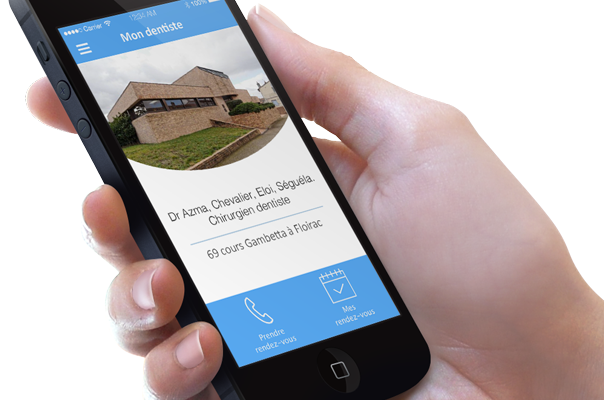 Carrier 100%
Mon dentiste
Dr Azma, Chevalier, Eloi, Séguéla.
Chirurgien dentiste
69 cours Gambetta à Floirac
Prendre
rendez-vous
Mes
rendez-vous